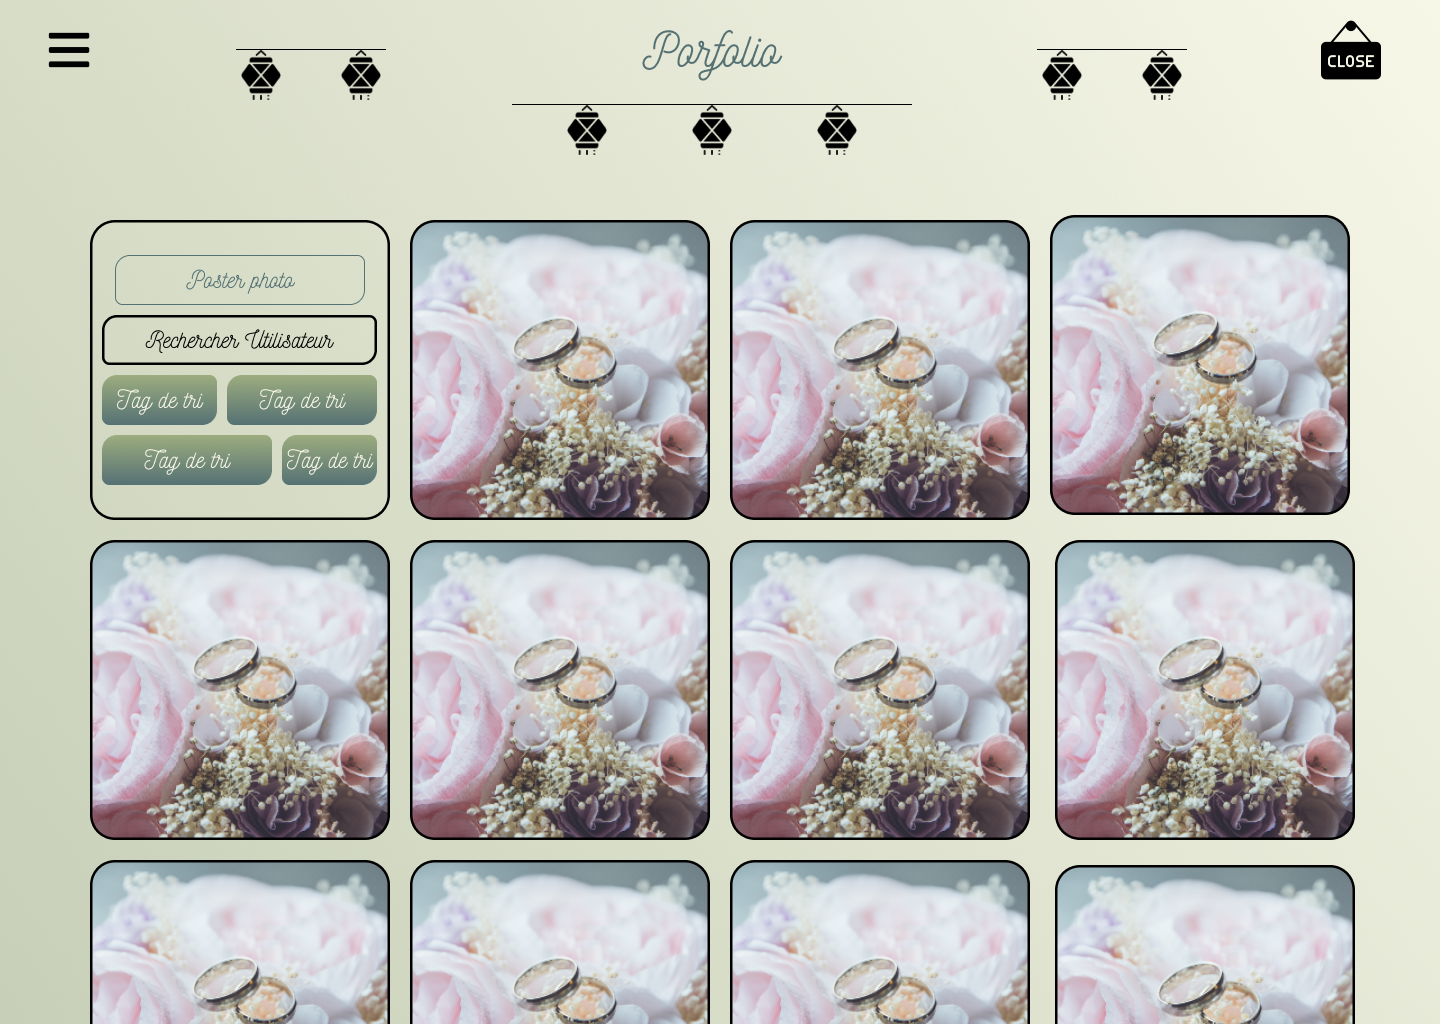 Porfolio
CLOSE
Poster photo
Rechercher Utilisateur
Tag de tri
Tag de tri
Tag de tri
Tag de tri